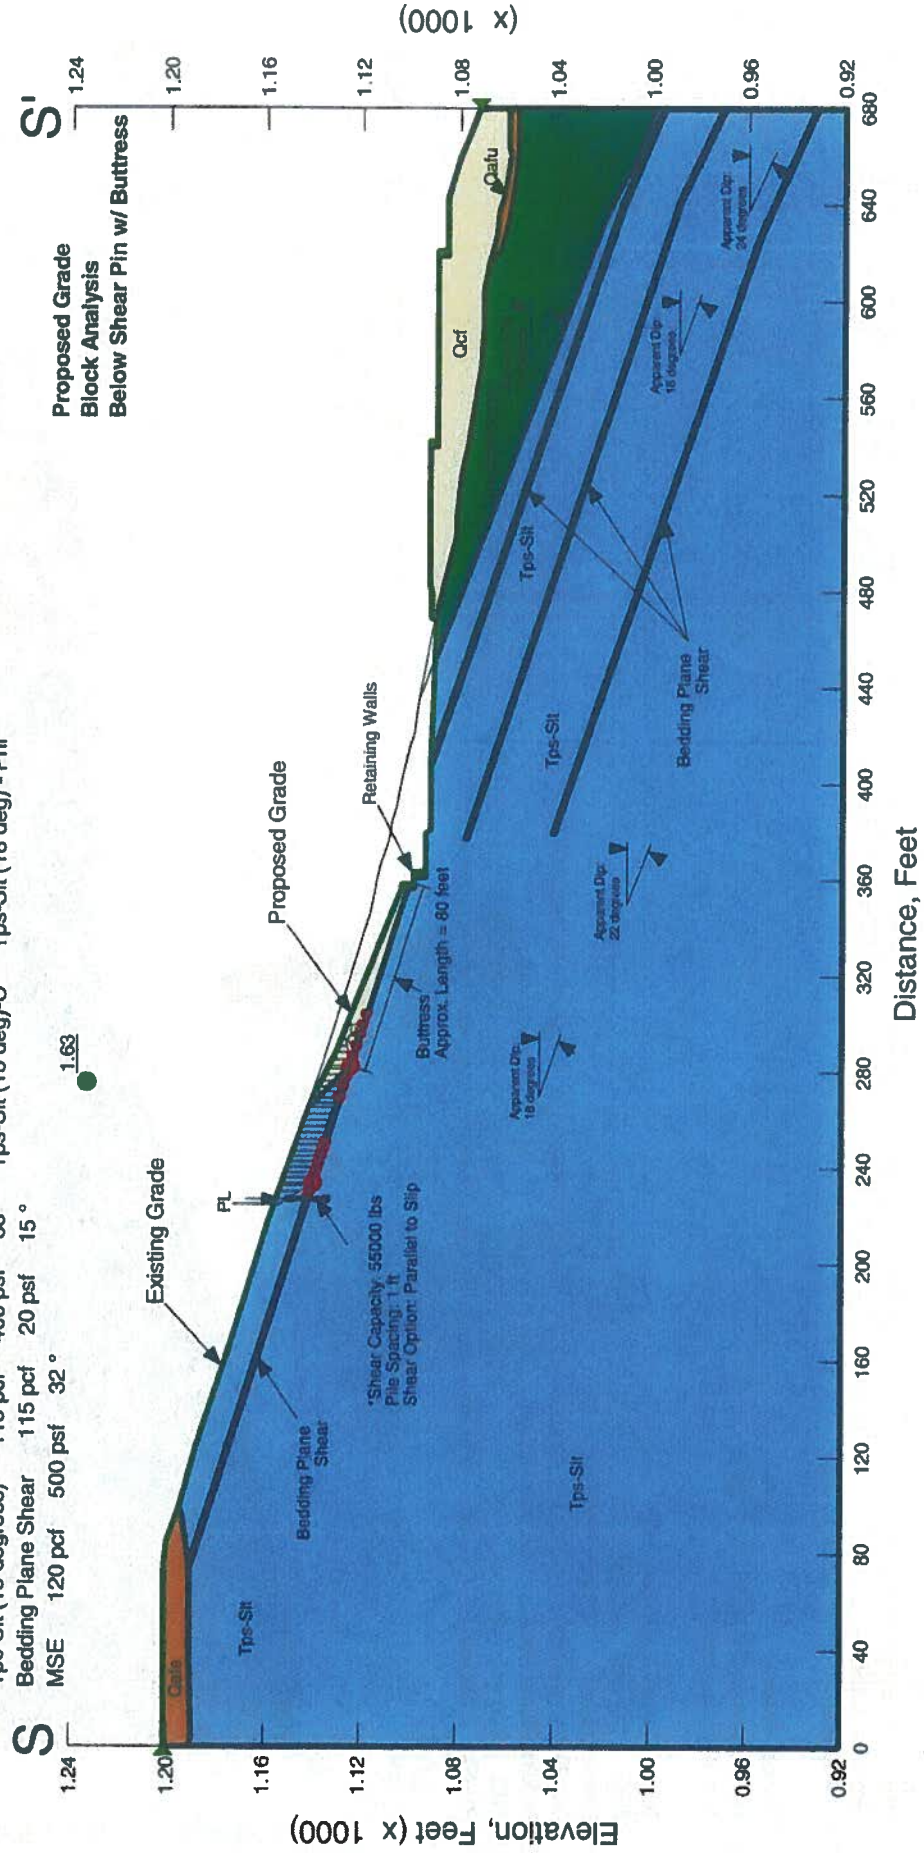 Bedding Plane Shear 115 pcf 20 psf 15 °
MSE 120 pcf 500 psf 32 °
S
S'
Proposed Grade
Block Analysis
Below Shear Pin w/ Buttress
1.63
1.24
1.20
1.16
1.12
1.08
1.04
1.00
0.96
0.92
Elevation, Feet (x 1000)
1.24
1.20
1.16
1.12
1.08
1.04
1.00
0.96
0.92
(x 1000)
Existing Grade
PL
Proposed Grade
Retaining Walls
Qafe
Tps-Slt
Bedding Plane
Shear
*Shear Capacity: 55000 lbs
Pile Spacing: 1 ft
Shear Option: Parallel to Slip
Buttress
Approx. Length = 80 feet
Apparent Dip:
18 degrees
Apparent Dip:
22 degrees
Tps-Slt
Tps-Slt
Tps-Slt
Bedding Plane
Shear
Qcf
Qafu
Apparent Dip
18 degrees
Apparent Dip:
24 degrees
0
40
80
120
160
200
240
280
320
360
400
440
480
520
560
600
640
680
Distance, Feet